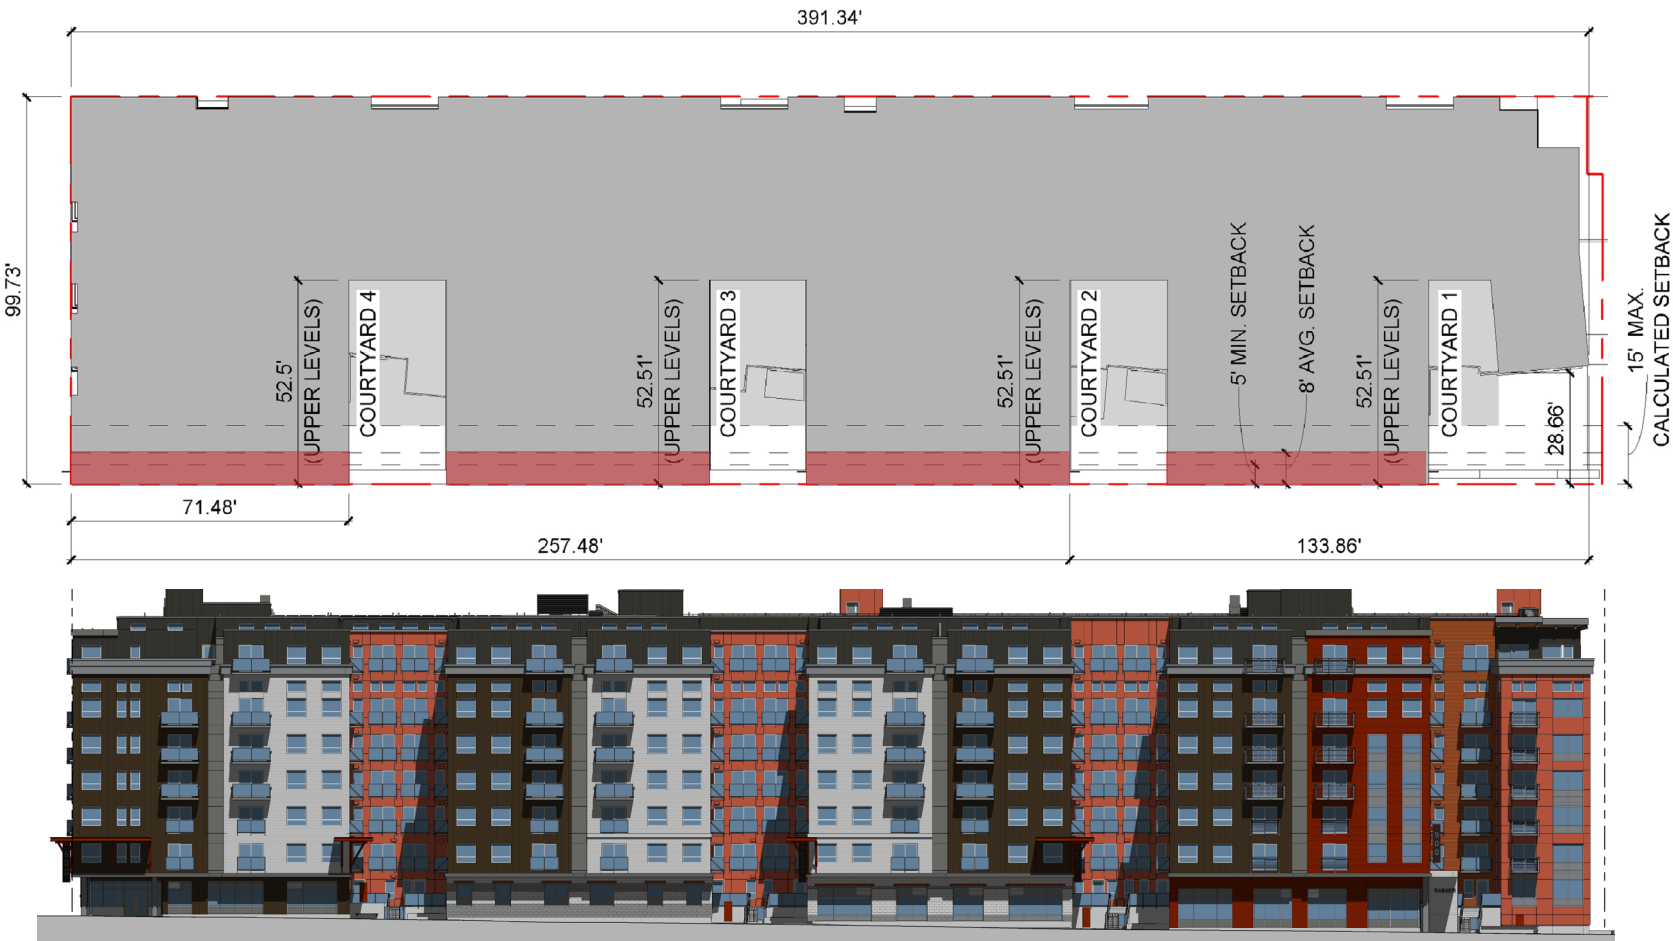 391.34'
99.73'
52.5'
(UPPER LEVELS)
COURTYARD 4
52.51'
(UPPER LEVELS)
COURTYARD 3
52.51'
(UPPER LEVELS)
COURTYARD 2
5' MIN. SETBACK
8' AVG. SETBACK
52.51'
(UPPER LEVELS)
COURTYARD 1
28.66'
15' MAX.
CALCULATED SETBACK
71.48'
257.48'
133.86'